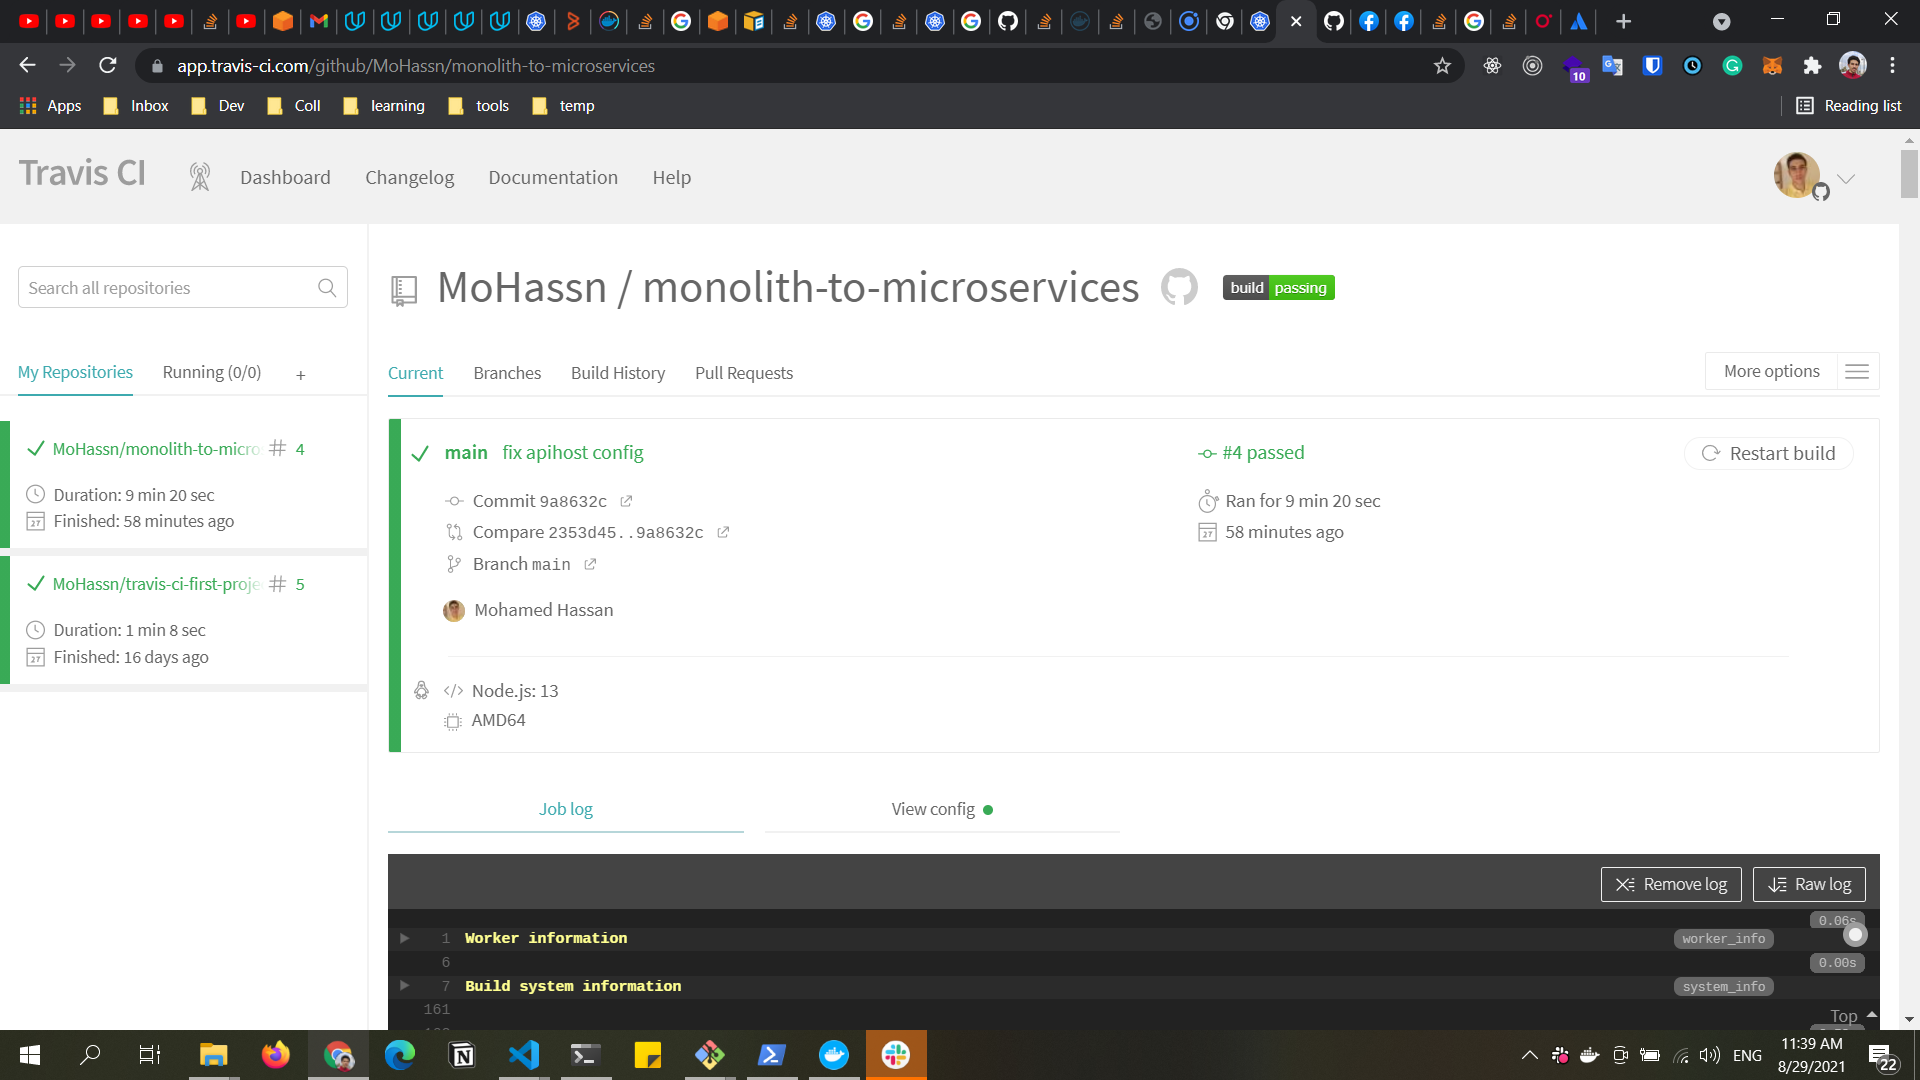 app.travis-ci.com/github/MoHassn/monolith-to-microservices
10
Apps
Inbox
Dev
Coll
learning
tools
temp
Reading list
Travis CI
Dashboard
Changelog
Documentation
Help
Search all repositories
MoHassn / monolith-to-microservices
build passing
My Repositories
Running (0/0)
+
Current
Branches
Build History
Pull Requests
More options
MoHassn/monolith-to-micros # 4
Duration: 9 min 20 sec
Finished: 58 minutes ago
MoHassn/travis-ci-first-projec # 5
Duration: 1 min 8 sec
Finished: 16 days ago
main fix apihost config
#4 passed
Restart build
Commit 9a8632c
Ran for 9 min 20 sec
Compare 2353d45..9a8632c
58 minutes ago
Branch main
Mohamed Hassan
Node.js: 13
AMD64
Job log
View config
Remove log
Raw log
0.06s
1 Worker information
worker_info
6
0.00s
7 Build system information
system_info
161
Top
ENG
11:39 AM
8/29/2021
22